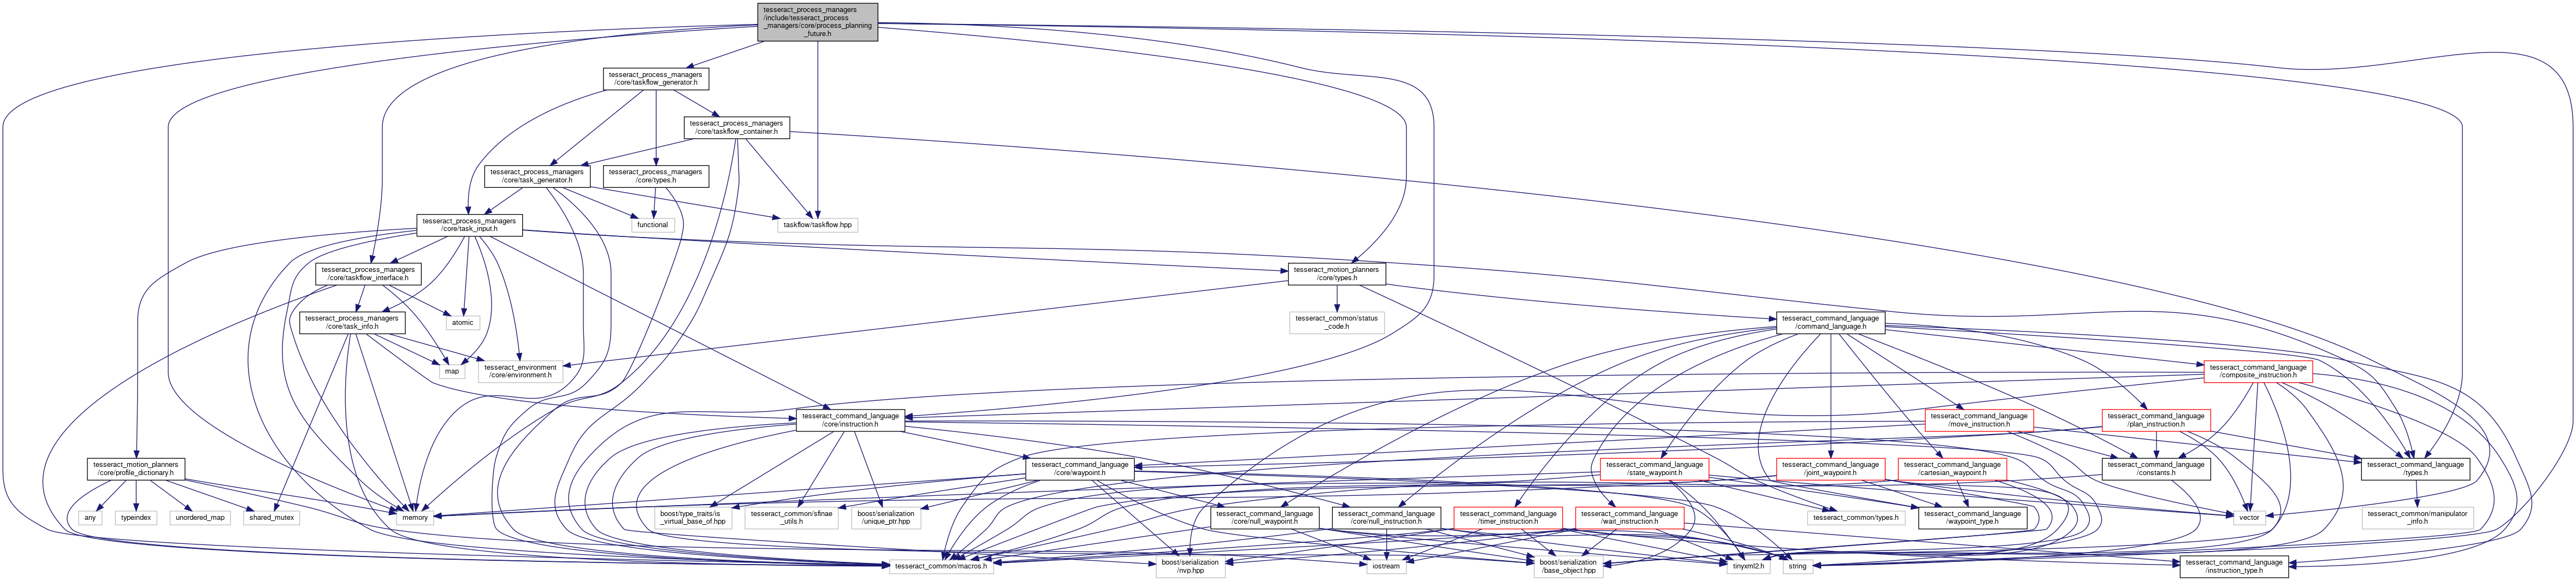 tesseract_process_managers
/include/tesseract_process
_managers/core/process_planning
_future.h
tesseract_process_managers
/core/taskflow_generator.h
tesseract_process_managers
/core/taskflow_container.h
tesseract_process_managers
/core/task_generator.h
tesseract_process_managers
/core/types.h
tesseract_process_managers
/core/task_input.h
functional
taskflow/taskflow.hpp
tesseract_process_managers
/core/taskflow_interface.h
tesseract_motion_planners
/core/types.h
tesseract_process_managers
/core/task_info.h
atomic
tesseract_common/status
_code.h
tesseract_command_language
/command_language.h
map
tesseract_environment
/core/environment.h
tesseract_command_language
/composite_instruction.h
tesseract_command_language
/core/instruction.h
tesseract_command_language
/move_instruction.h
tesseract_command_language
/plan_instruction.h
tesseract_motion_planners
/core/profile_dictionary.h
tesseract_command_language
/core/waypoint.h
tesseract_command_language
/state_waypoint.h
tesseract_command_language
/joint_waypoint.h
tesseract_command_language
/cartesian_waypoint.h
tesseract_command_language
/constants.h
tesseract_command_language
/types.h
any
typeindex
unordered_map
shared_mutex
memory
boost/type_traits/is
_virtual_base_of.hpp
tesseract_common/sfinae
_utils.h
boost/serialization
/unique_ptr.hpp
tesseract_command_language
/core/null_waypoint.h
tesseract_command_language
/core/null_instruction.h
tesseract_command_language
/timer_instruction.h
tesseract_command_language
/wait_instruction.h
tesseract_common/types.h
tesseract_command_language
/waypoint_type.h
vector
tesseract_common/manipulator
_info.h
tesseract_common/macros.h
boost/serialization
/nvp.hpp
iostream
boost/serialization
/base_object.hpp
tinyxml2.h
string
tesseract_command_language
/instruction_type.h